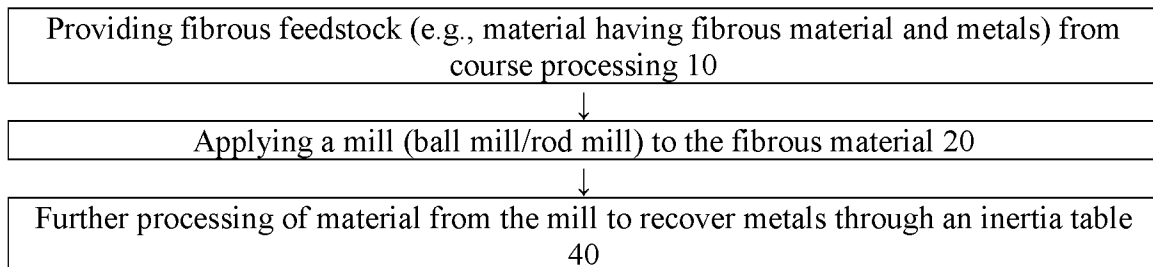 Providing fibrous feedstock (e.g., material having fibrous material and metals) from
course processing 10
↓
Applying a mill (ball mill/rod mill) to the fibrous material 20
↓
Further processing of material from the mill to recover metals through an inertia table
40